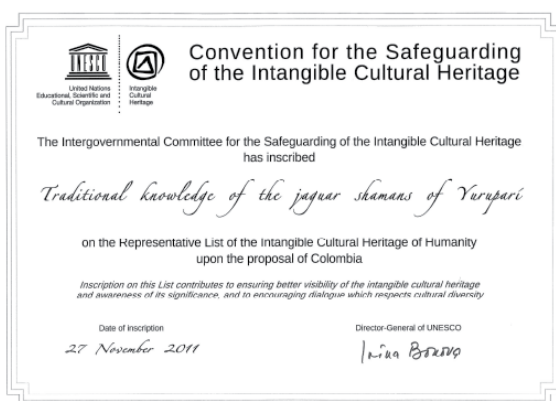 UNESCO
United Nations
Educational, Scientific and
Cultural Organization
Intangible
Cultural
Heritage
Convention for the Safeguarding
of the Intangible Cultural Heritage
The Intergovernmental Committee for the Safeguarding of the Intangible Cultural Heritage
has inscribed
Traditional knowledge of the jaguar shamans of Yuruparí
on the Representative List of the Intangible Cultural Heritage of Humanity
upon the proposal of Colombia
Inscription on this List contributes to ensuring better visibility of the intangible cultural heritage
and awareness of its significance, and to encouraging dialogue which respects cultural diversity
Date of inscription
27 November 2011
Director-General of UNESCO
Irina Bokova